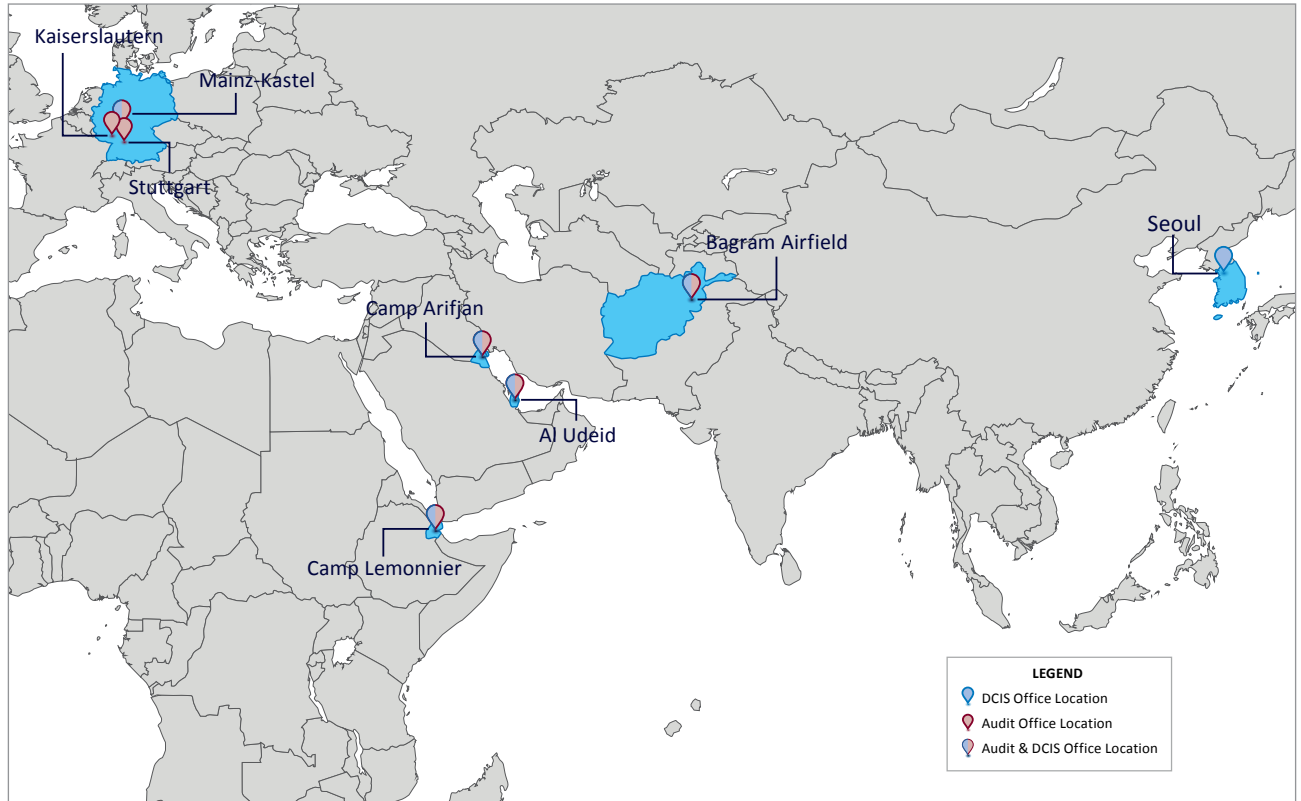 Kaiserslautern
Mainz-Kastel
Stuttgart
Seoul
Bagram Airfield
Camp Arifjan
Al Udeid
Camp Lemonnier
LEGEND
DCIS Office Location
Audit Office Location
Audit & DCIS Office Location